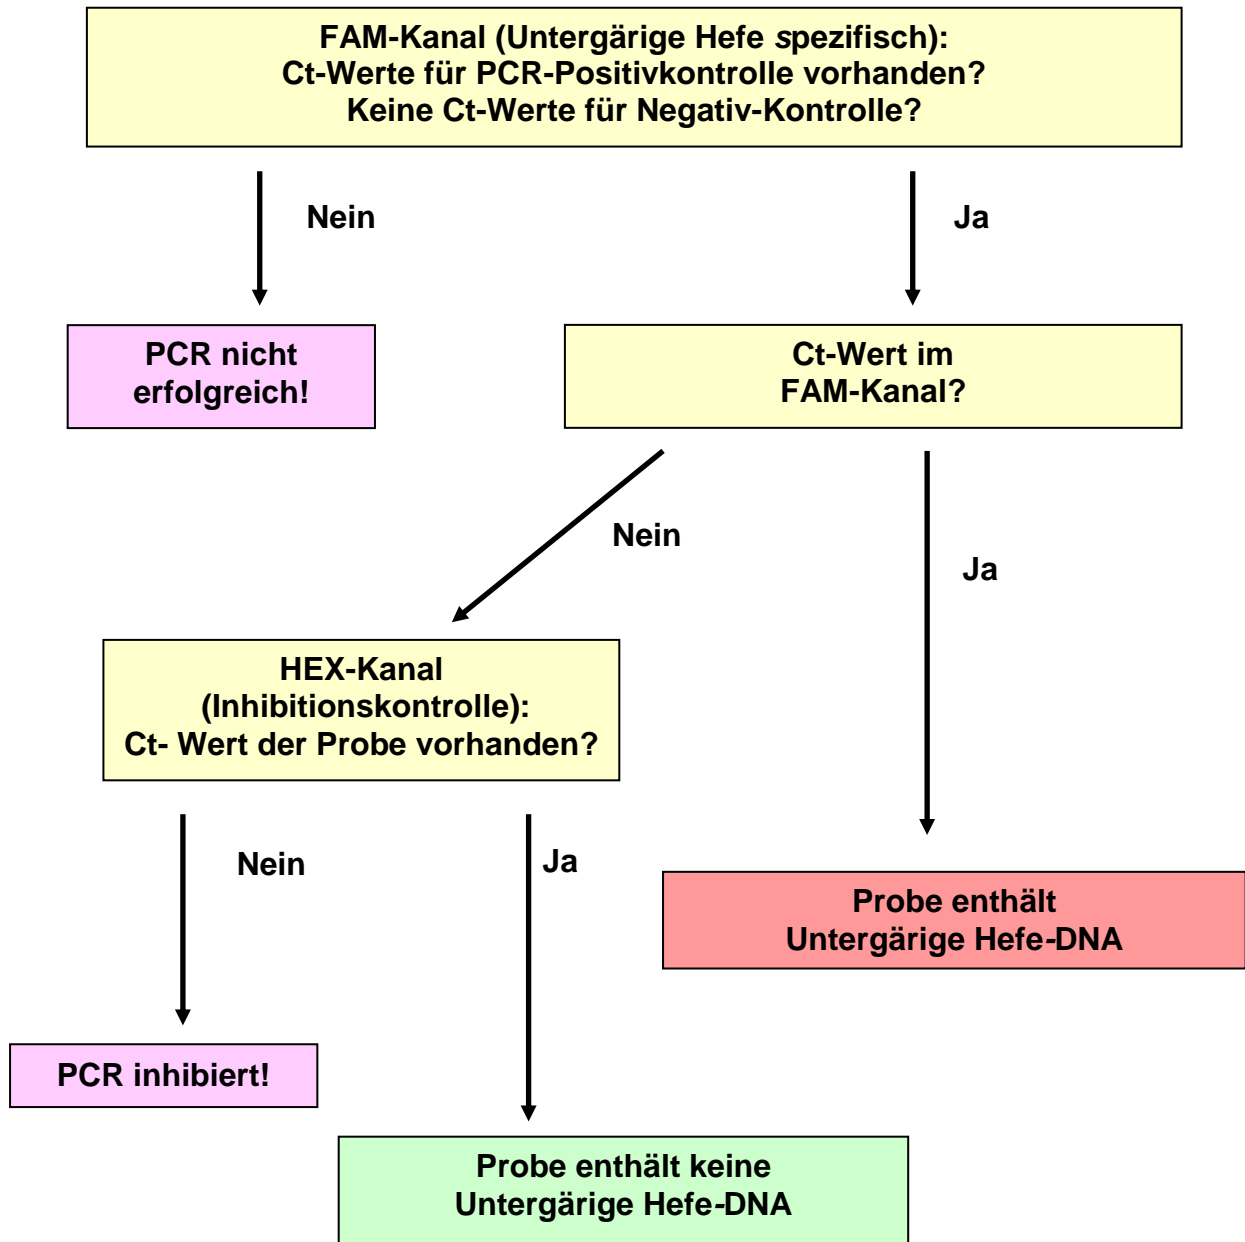 FAM-Kanal (Untergärige Hefe spezifisch):
Ct-Werte für PCR-Positivkontrolle vorhanden?
Keine Ct-Werte für Negativ-Kontrolle?
Nein
Ja
PCR nicht
erfolgreich!
Ct-Wert im
FAM-Kanal?
Nein
Ja
HEX-Kanal
(Inhibitionskontrolle):
Ct- Wert der Probe vorhanden?
Nein
Ja
Probe enthält
Untergärige Hefe-DNA
PCR inhibiert!
Probe enthält keine
Untergärige Hefe-DNA